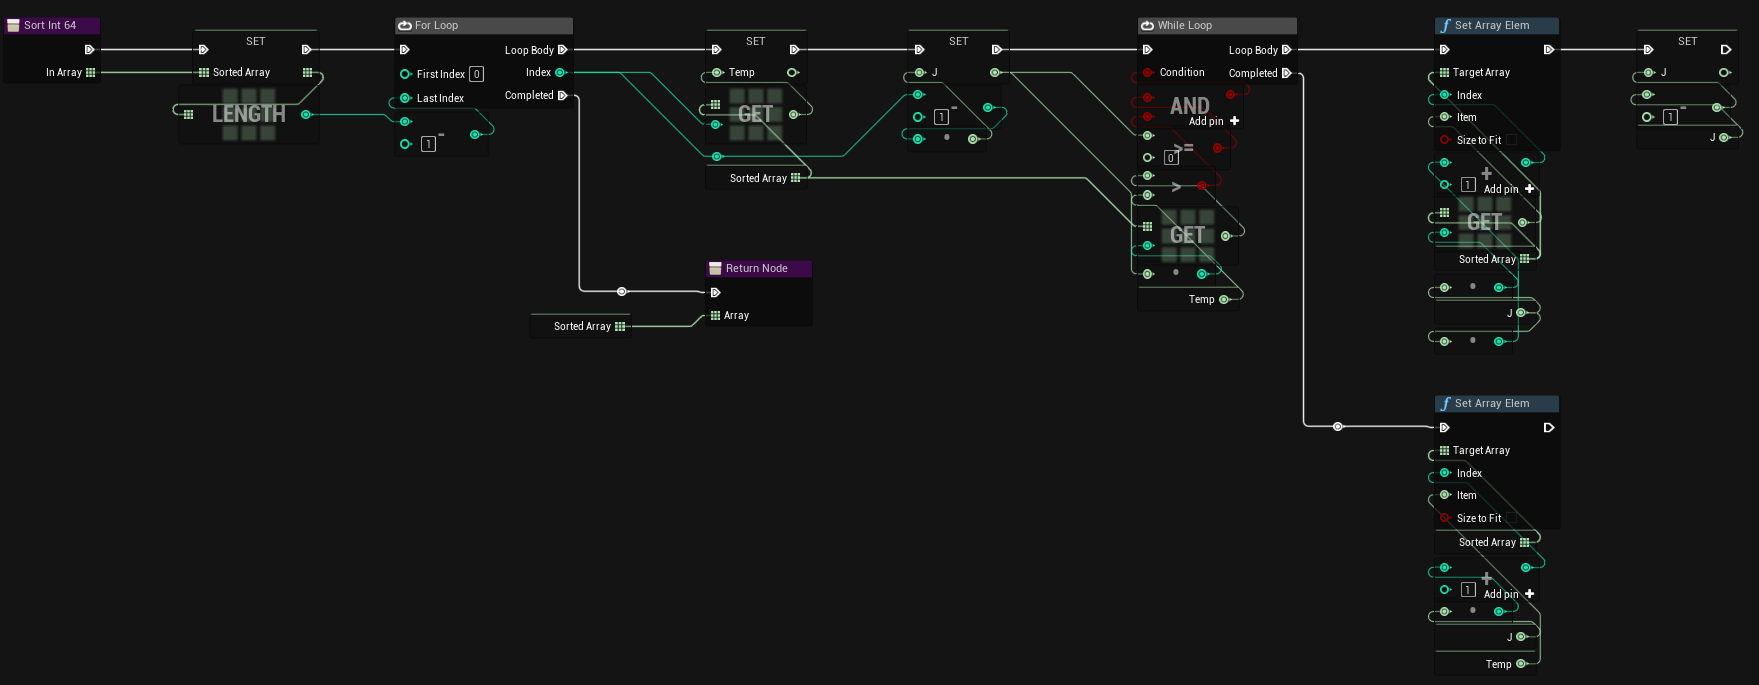 Sort Int 64
In Array
SET
Sorted Array
LENGTH
For Loop
Loop Body
First Index 0
Index
Last Index
Completed
-
1
SET
Temp
GET
Sorted Array
SET
J
-
1
While Loop
Loop Body
Condition
Completed
AND
Add pin +
>=
0
>
GET
Temp
f Set Array Elem
Target Array
Index
Item
Size to Fit
+
1
Add pin +
GET
Sorted Array
J
SET
J
-
1
J
Return Node
Array
Sorted Array
f Set Array Elem
Target Array
Index
Item
Size to Fit
Sorted Array
+
1
Add pin +
J
Temp